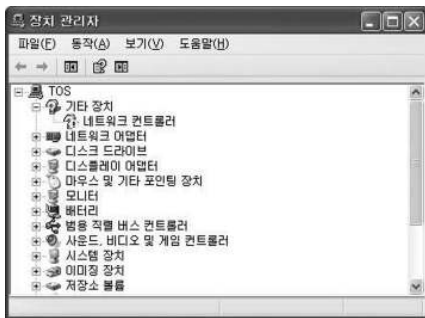 장치 관리자
파일(F) 동작(A) 보기(V) 도움말(H)
TOS
기타 장치
네트워크 컨트롤러
네트워크 어댑터
디스크 드라이브
디스플레이 어댑터
마우스 및 기타 포인팅 장치
모니터
배터리
범용 직렬 버스 컨트롤러
사운드, 비디오 및 게임 컨트롤러
시스템 장치
이미징 장치
저장소 볼륨